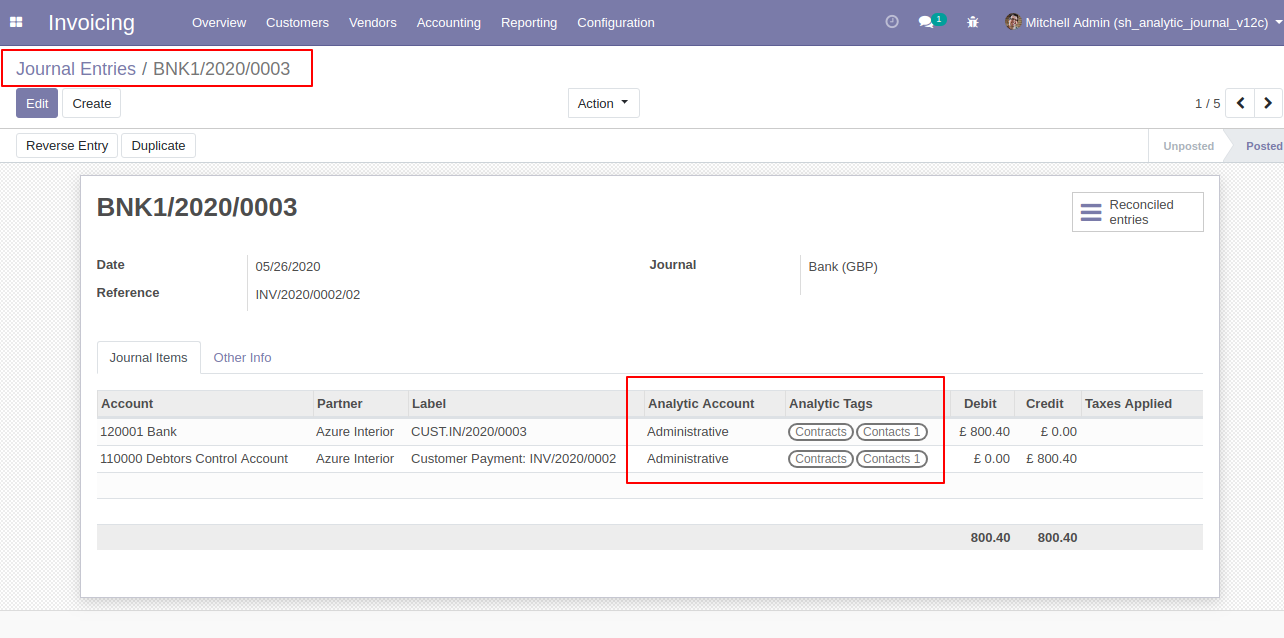 Invoicing Overview Customers Vendors Accounting Reporting Configuration 1 Mitchell Admin (sh_analytic_journal_v12c)
Journal Entries / BNK1/2020/0003
Edit Create Action 1 / 5
Reverse Entry Duplicate Unposted Posted
BNK1/2020/0003
Reconciled
entries
Date 05/26/2020 Journal Bank (GBP)
Reference INV/2020/0002/02
Journal Items Other Info
Account Partner Label Analytic Account Analytic Tags Debit Credit Taxes Applied
120001 Bank Azure Interior CUST.IN/2020/0003 Administrative Contracts Contacts 1 £ 800.40 £ 0.00
110000 Debtors Control Account Azure Interior Customer Payment: INV/2020/0002 Administrative Contracts Contacts 1 £ 0.00 £ 800.40
800.40 800.40